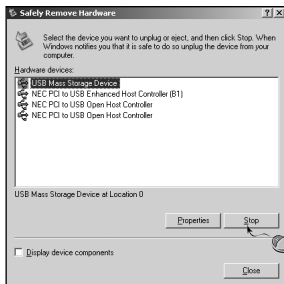 Safely Remove Hardware
Select the device you want to unplug or eject, and then click Stop. When
Windows notifies you that it is safe to do so unplug the device from your
computer.
Hardware devices:
USB Mass Storage Device
NEC PCI to USB Enhanced Host Controller (B1)
NEC PCI to USB Open Host Controller
NEC PCI to USB Open Host Controller
USB Mass Storage Device at Location 0
Properties
Stop
Display device components
Close